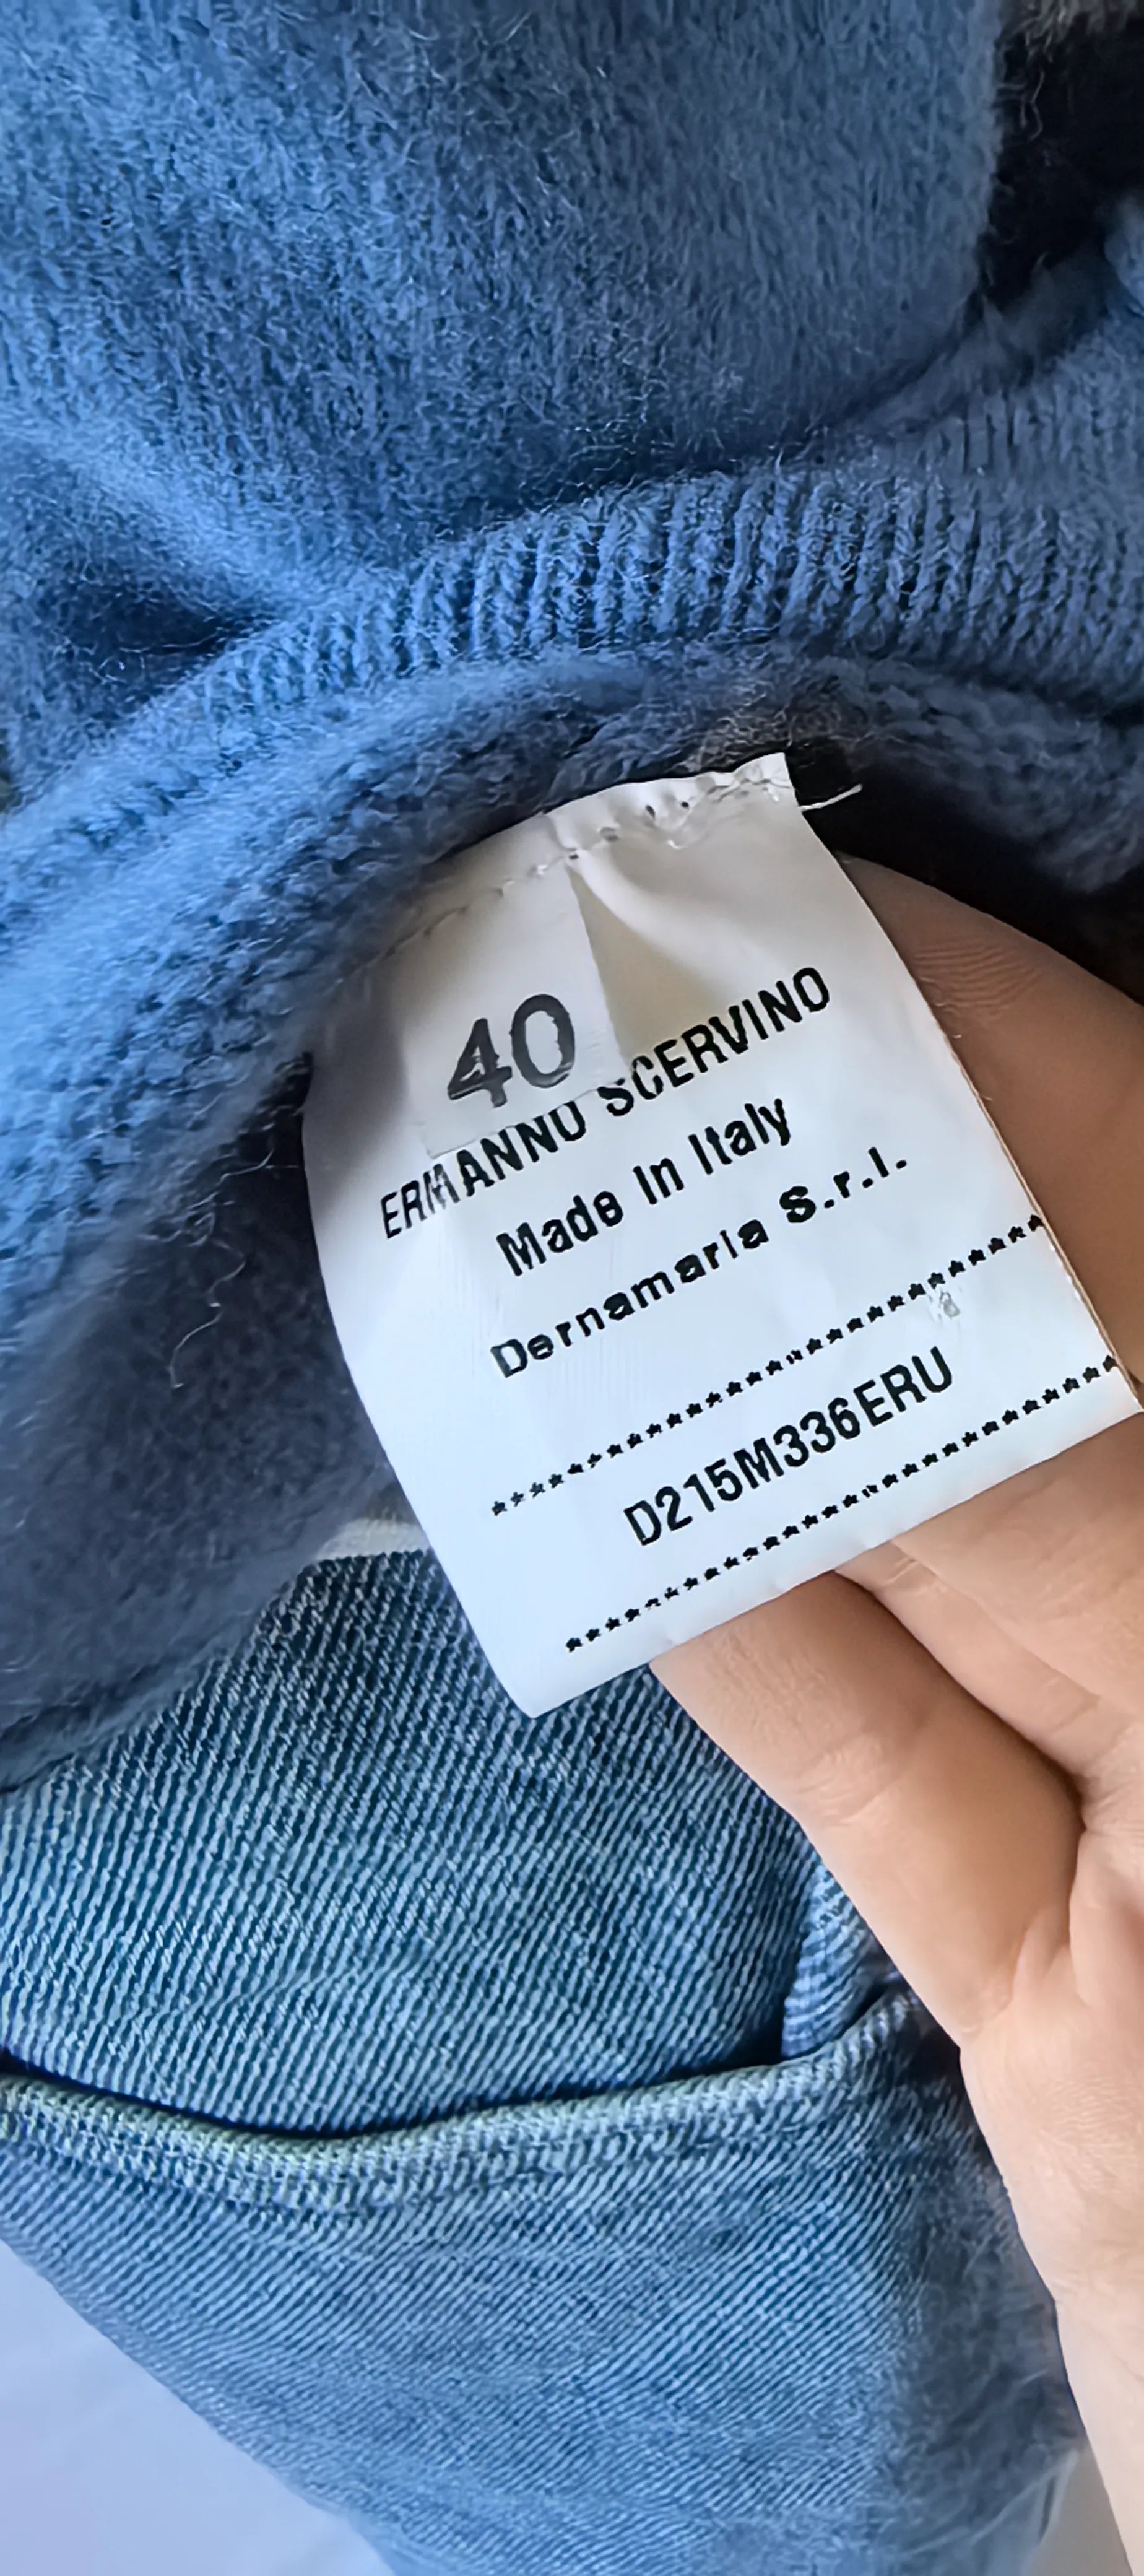 40
ERMANNO SCERVINO
Made In Italy
Dernamaria S.r.l.
******************************
D215M336ERU
******************************